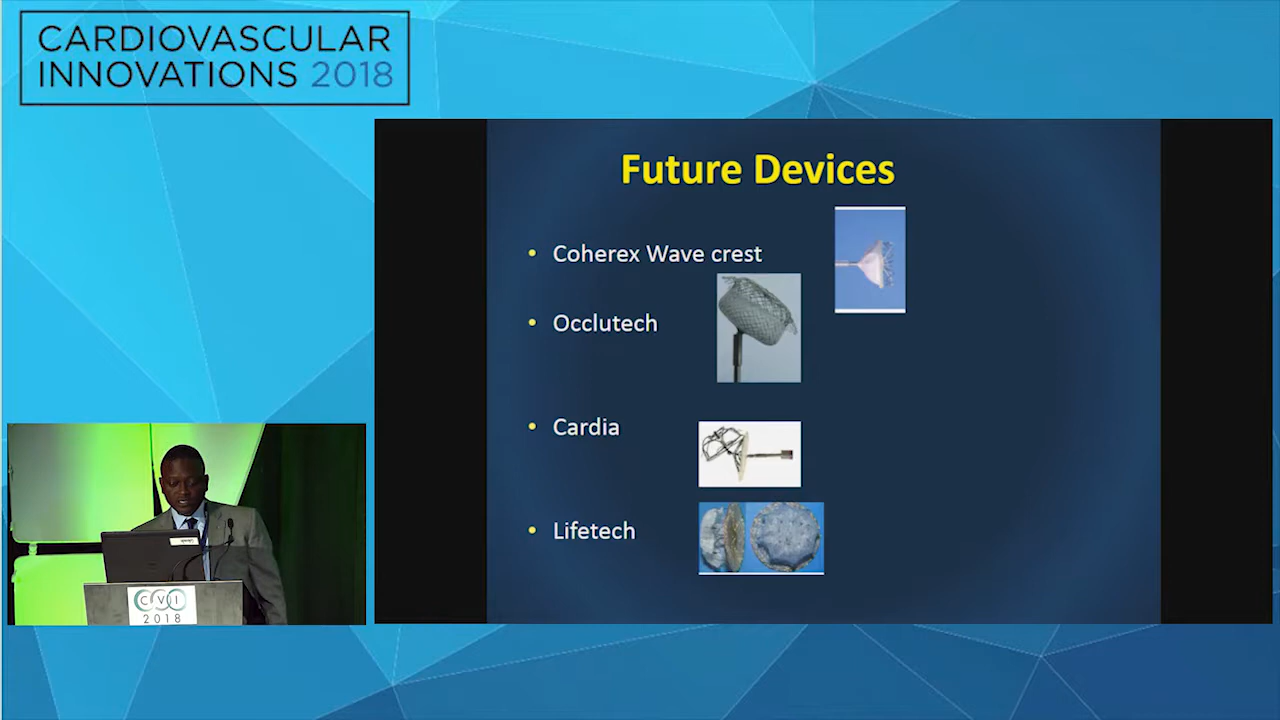 CARDIOVASCULAR
INNOVATIONS 2018
Future Devices
• Coherex Wave crest
• Occlutech
• Cardia
• Lifetech
CVI
2018